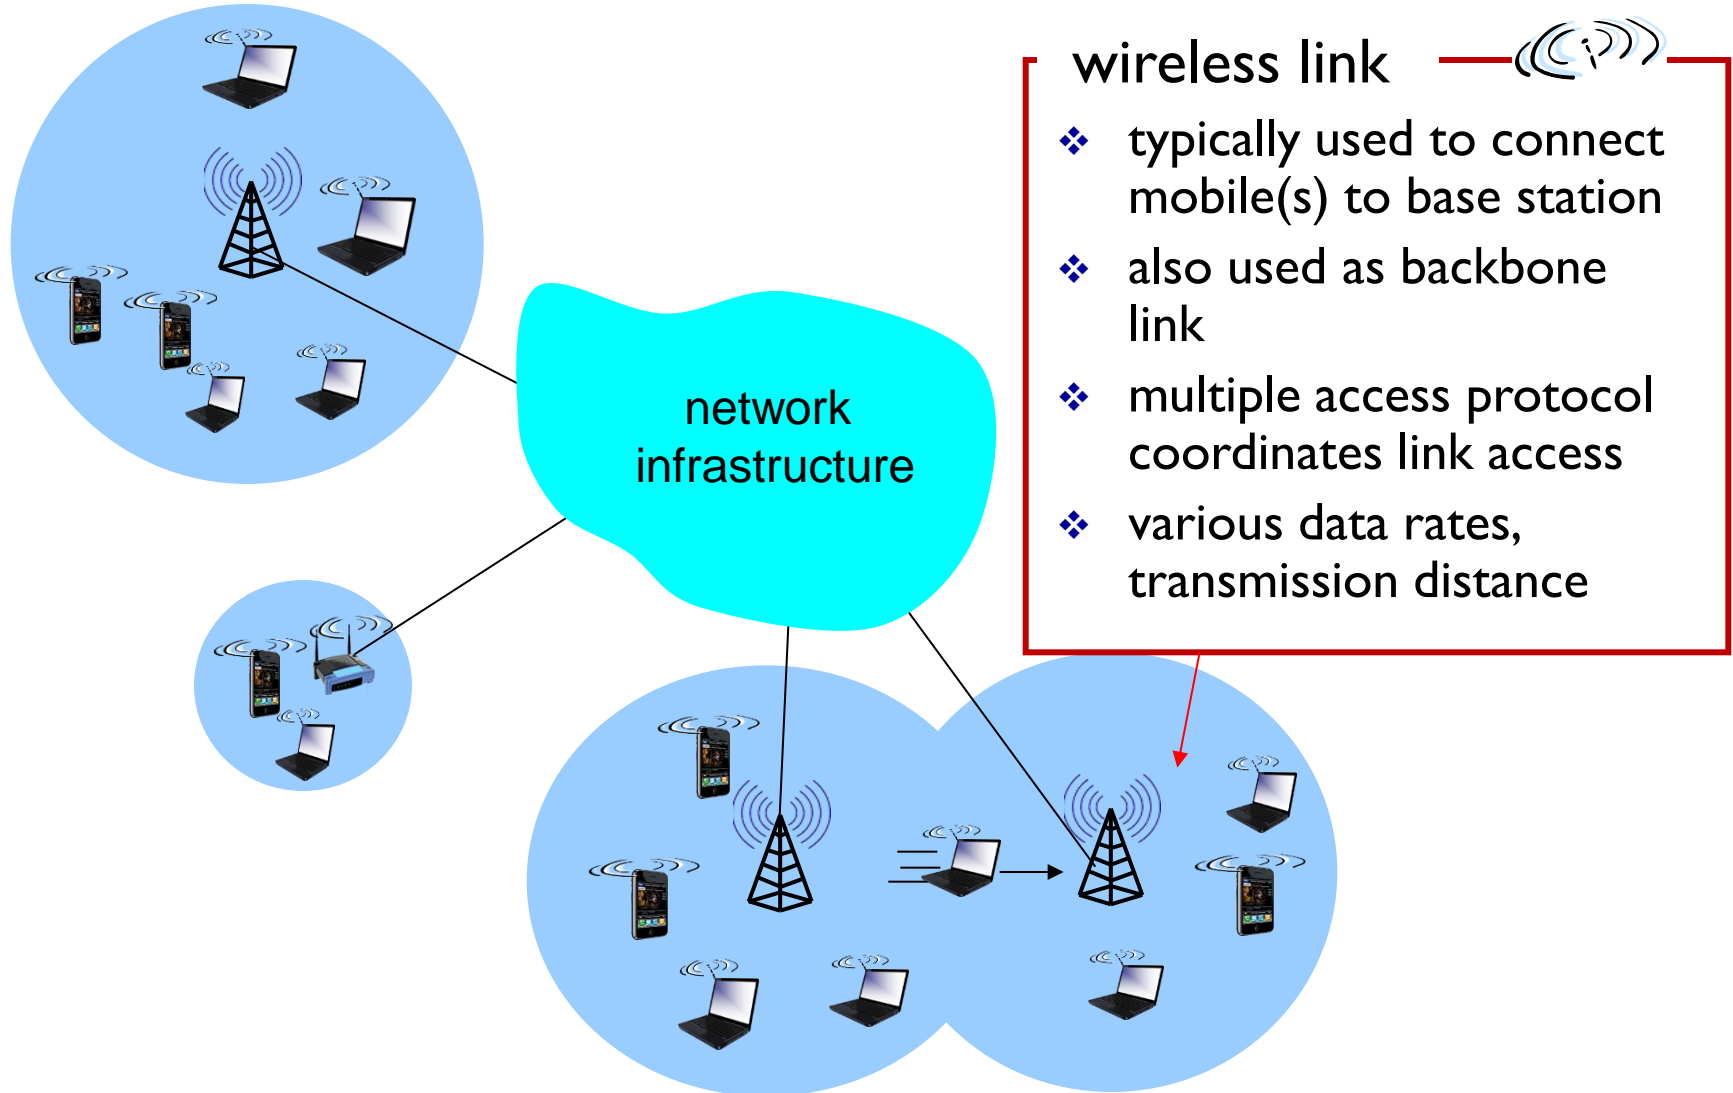 wireless link
❖ typically used to connect
mobile(s) to base station
❖ also used as backbone
link
❖ multiple access protocol
coordinates link access
❖ various data rates,
transmission distance
network
infrastructure